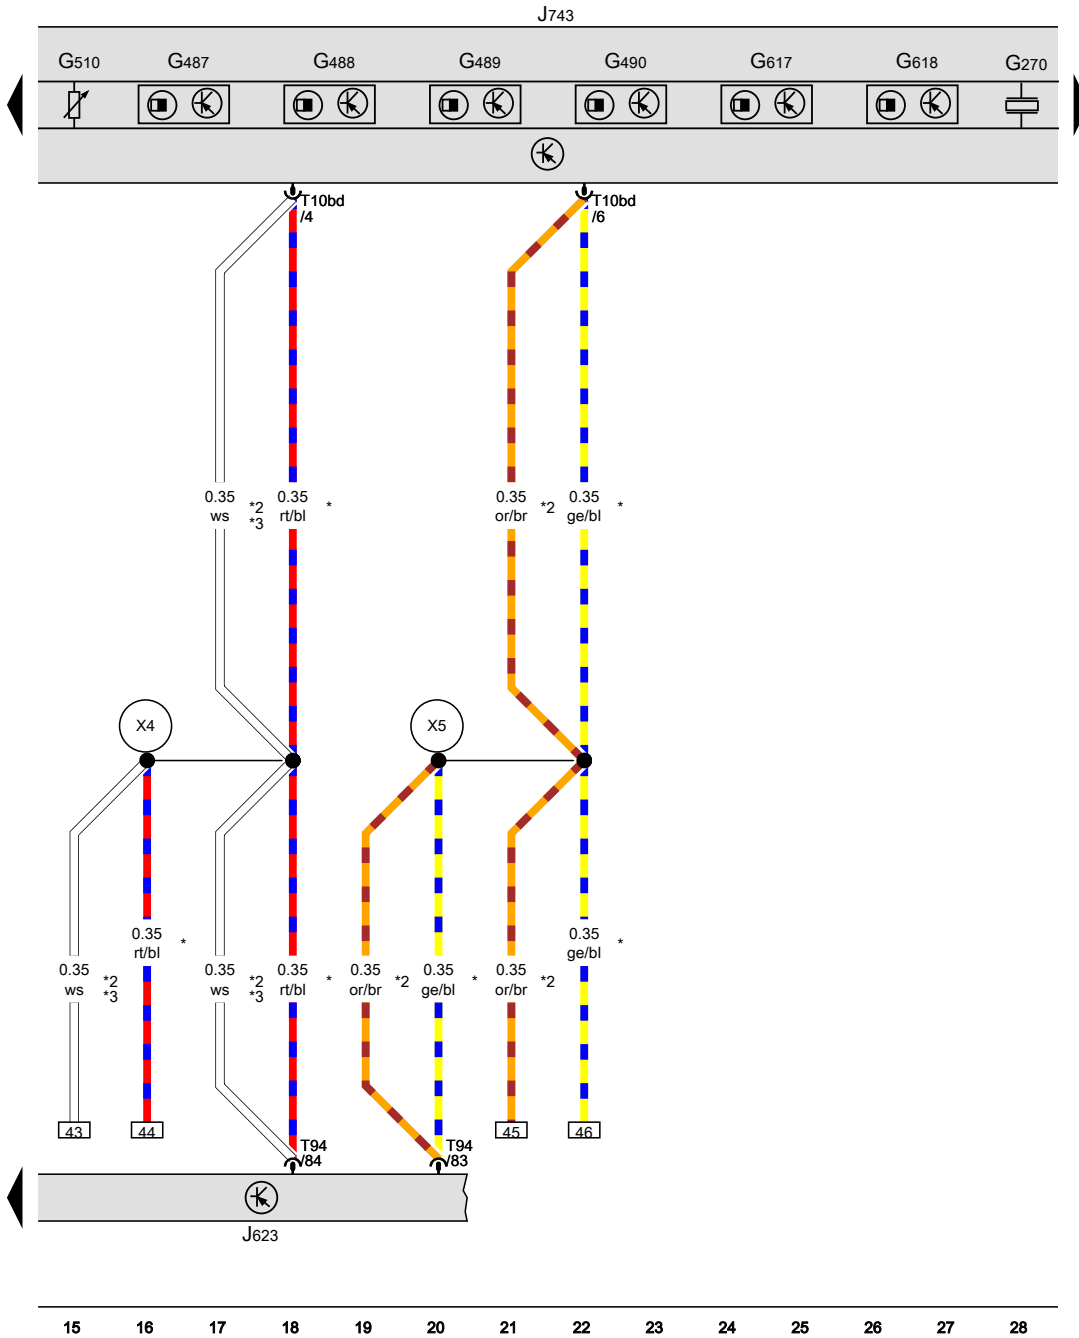 J743
G510 G487 G488 G489 G490 G617 G618 G270
T10bd
/4
T10bd
/6
0.35
ws
*2
*3
0.35
rt/bl
*
0.35
or/br
*2
0.35
ge/bl
*
X4
X5
0.35
ws
*2
*3
0.35
rt/bl
*
0.35
ws
*2
*3
0.35
rt/bl
*
0.35
or/br
*2
0.35
ge/bl
*
0.35
or/br
*2
0.35
ge/bl
*
43
44
45
46
T94
/84
T94
/83
J623
15 16 17 18 19 20 21 22 23 24 25 26 27 28